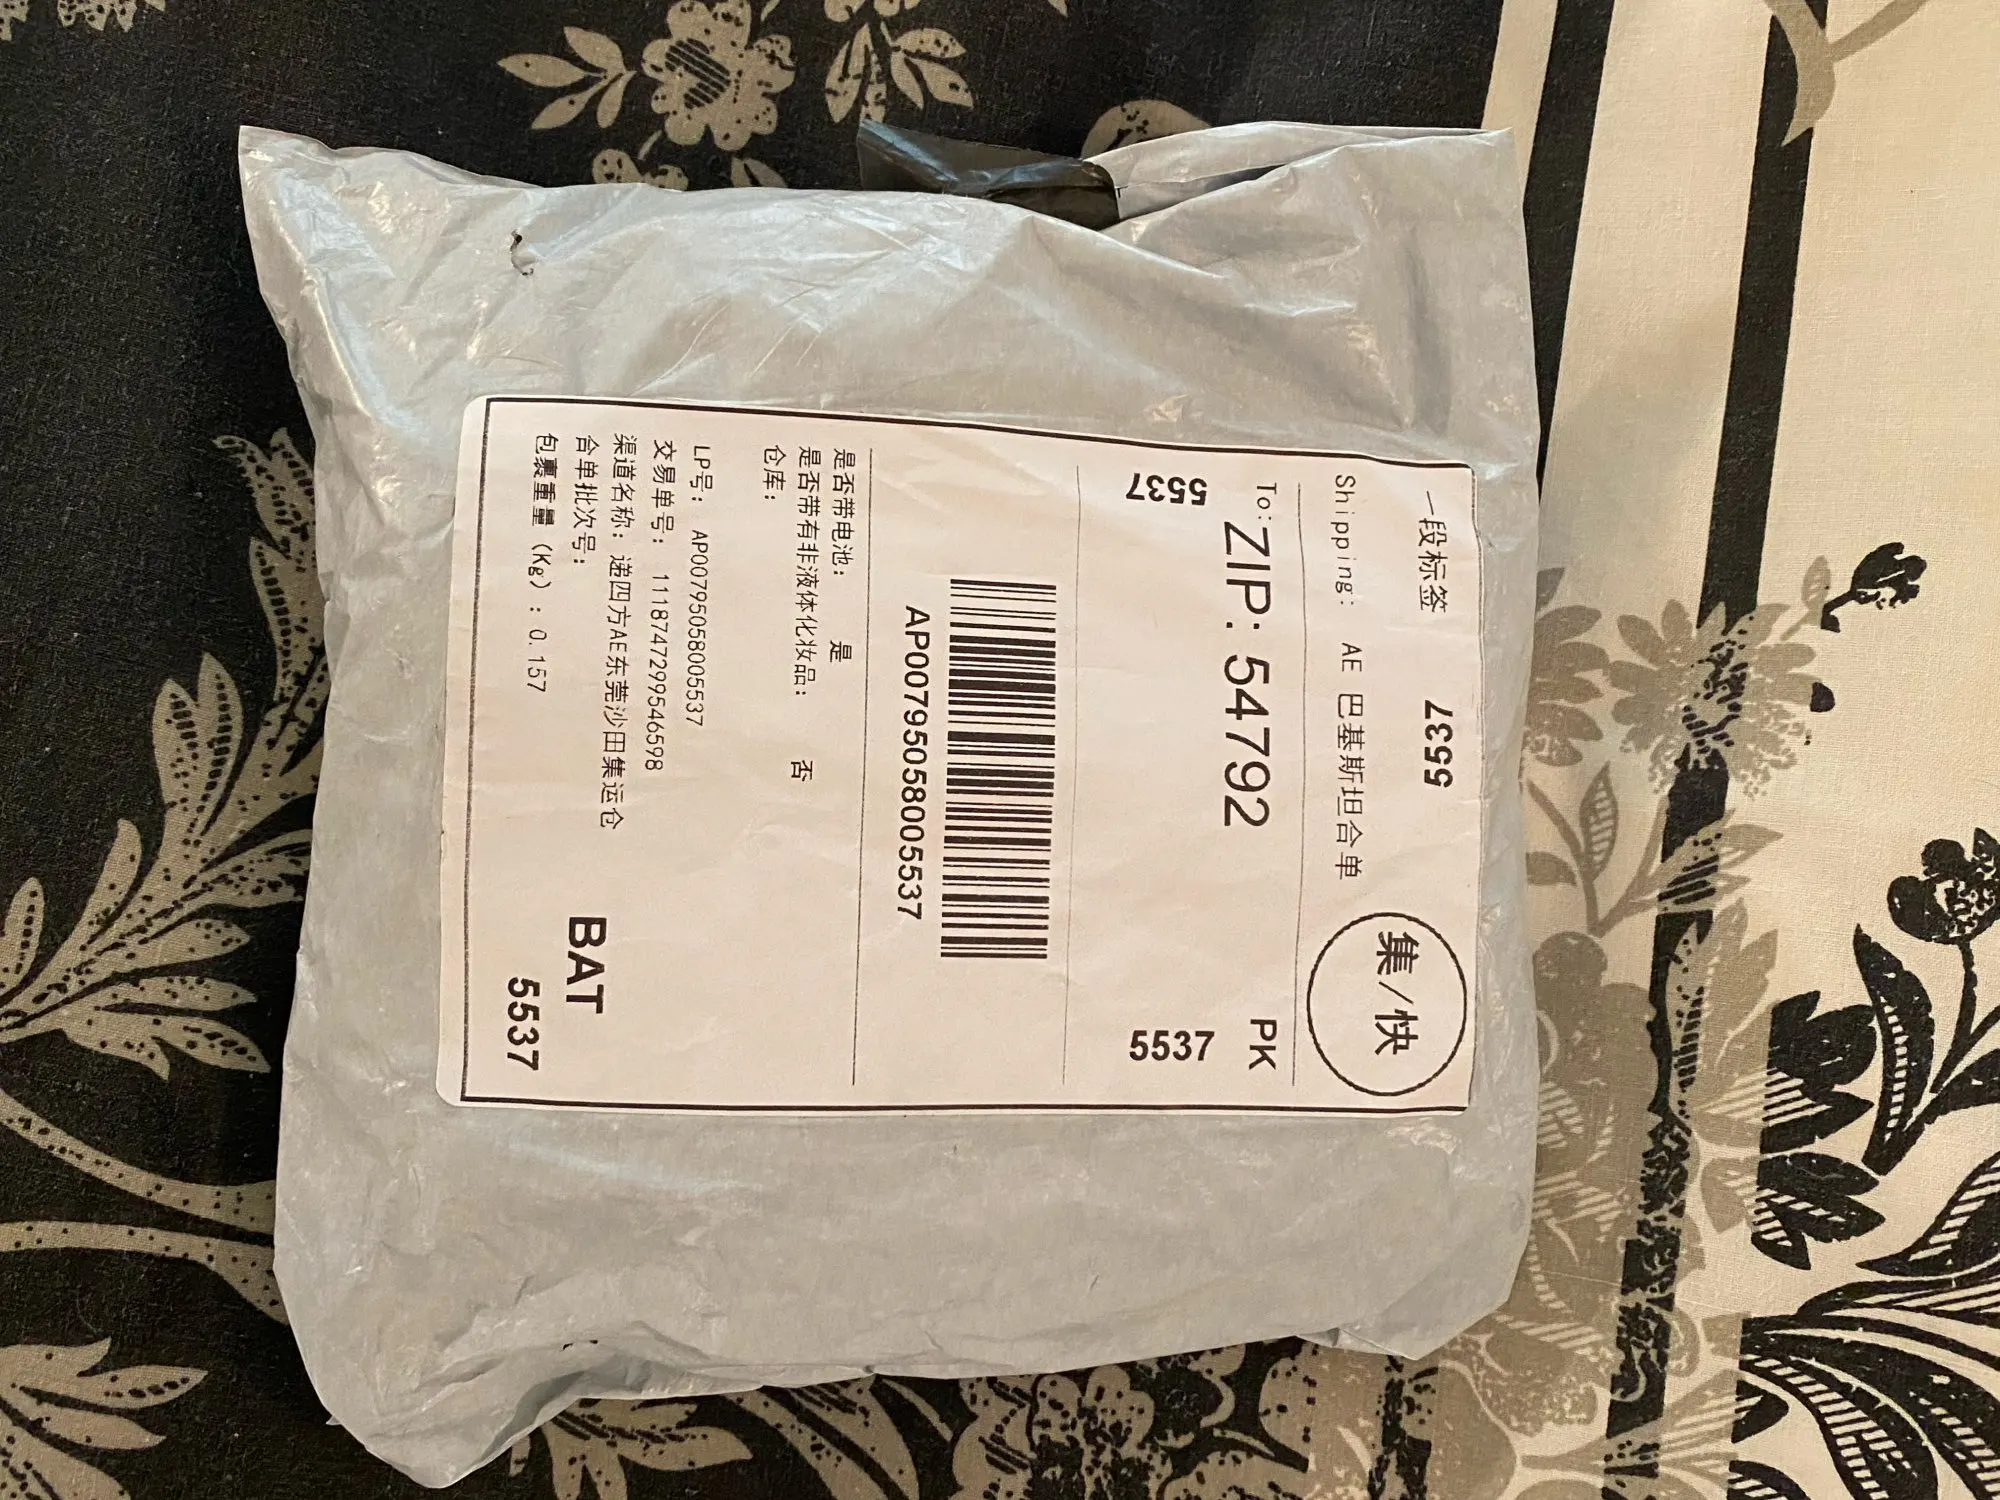 一段标签 5537
Shipping: AE 巴基斯坦合单
集/快
To: ZIP: 54792 PK
5537 5537
AP00795058005537
是否带电池: 是
是否带有非液体化妆品: 否
仓库:
LP号: AP00795058005537
交易单号: 1118747299546598
渠道名称: 递四方AE东莞沙田集运仓
合单批次号:
BAT
包裹重量 (Kg) : 0.157
5537